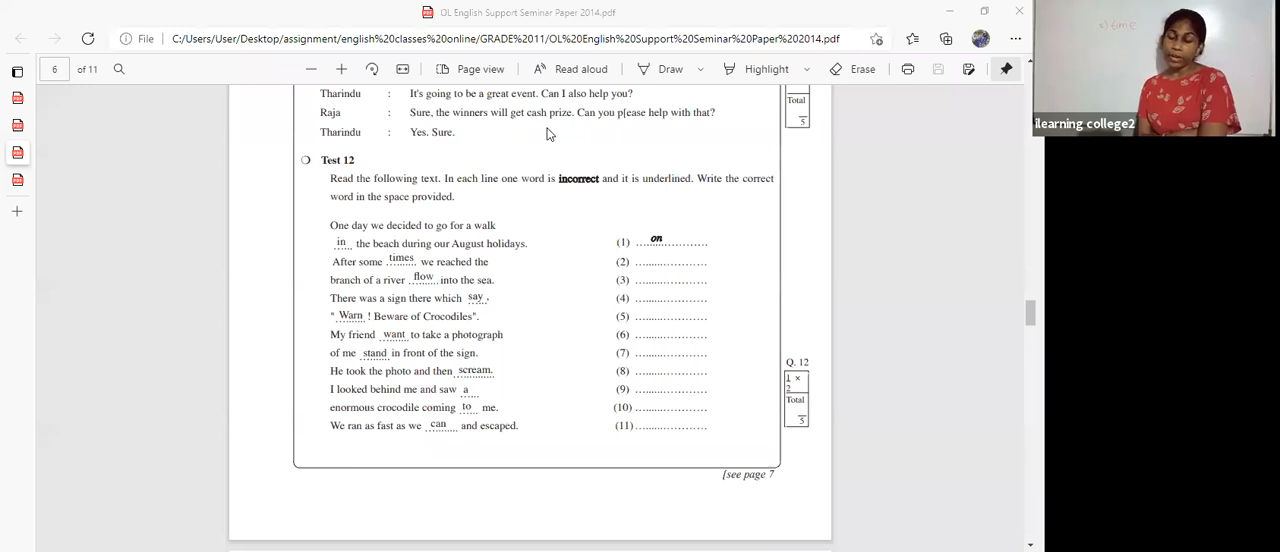 OL English Support Seminar Paper 2014.pdf
File C:/Users/User/Desktop/assignment/english%20classes%20online/GRADE%2011/OL%20English%20Support%20Seminar%20Paper%202014.pdf
6 of 11 Page view Read aloud Draw Highlight Erase
2) time
ilearning college2
Tharindu : It's going to be a great event. Can I also help you?
Raja : Sure, the winners will get cash prize. Can you p[ease help with that?
Tharindu : Yes. Sure.
Total
5
Test 12
Read the following text. In each line one word is incorrect and it is underlined. Write the correct
word in the space provided.
One day we decided to go for a walk
in the beach during our August holidays. (1) ...on...............
After some times we reached the (2) ...................
branch of a river flow into the sea. (3) ...................
There was a sign there which say . (4) ...................
" Warn ! Beware of Crocodiles". (5) ...................
My friend want to take a photograph (6) ...................
of me stand in front of the sign. (7) ...................
He took the photo and then scream. (8) ...................
I looked behind me and saw a (9) ...................
enormous crocodile coming to me. (10) ...................
We ran as fast as we can and escaped. (11) ...................
Q. 12
1 ×
2
Total
5
[see page 7